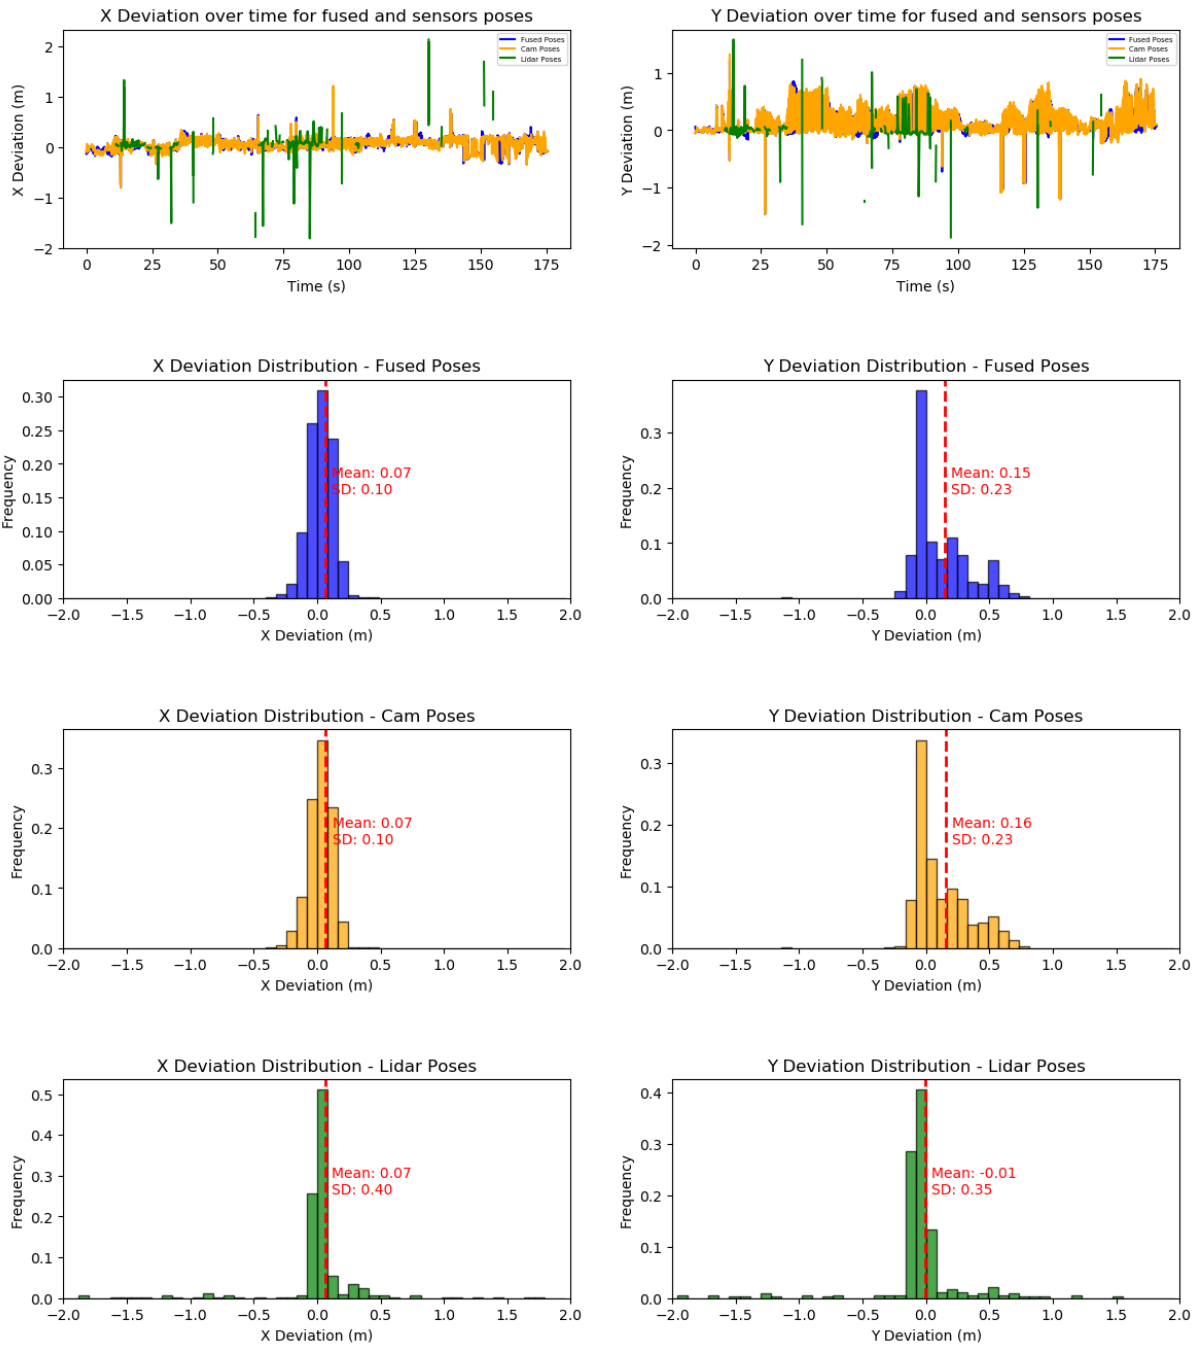 X Deviation over time for fused and sensors poses
Fused Poses
Cam Poses
Lidar Poses
X Deviation (m)
2
1
0
−1
−2
0 25 50 75 100 125 150 175
Time (s)
Y Deviation over time for fused and sensors poses
Fused Poses
Cam Poses
Lidar Poses
Y Deviation (m)
1
0
−1
−2
0 25 50 75 100 125 150 175
Time (s)
X Deviation Distribution - Fused Poses
Frequency
0.30
0.25
0.20
0.15
0.10
0.05
0.00
Mean: 0.07
SD: 0.10
−2.0 −1.5 −1.0 −0.5 0.0 0.5 1.0 1.5 2.0
X Deviation (m)
Y Deviation Distribution - Fused Poses
Frequency
0.3
0.2
0.1
0.0
Mean: 0.15
SD: 0.23
−2.0 −1.5 −1.0 −0.5 0.0 0.5 1.0 1.5 2.0
Y Deviation (m)
X Deviation Distribution - Cam Poses
Frequency
0.3
0.2
0.1
0.0
Mean: 0.07
SD: 0.10
−2.0 −1.5 −1.0 −0.5 0.0 0.5 1.0 1.5 2.0
X Deviation (m)
Y Deviation Distribution - Cam Poses
Frequency
0.3
0.2
0.1
0.0
Mean: 0.16
SD: 0.23
−2.0 −1.5 −1.0 −0.5 0.0 0.5 1.0 1.5 2.0
Y Deviation (m)
X Deviation Distribution - Lidar Poses
Frequency
0.5
0.4
0.3
0.2
0.1
0.0
Mean: 0.07
SD: 0.40
−2.0 −1.5 −1.0 −0.5 0.0 0.5 1.0 1.5 2.0
X Deviation (m)
Y Deviation Distribution - Lidar Poses
Frequency
0.4
0.3
0.2
0.1
0.0
Mean: -0.01
SD: 0.35
−2.0 −1.5 −1.0 −0.5 0.0 0.5 1.0 1.5 2.0
Y Deviation (m)